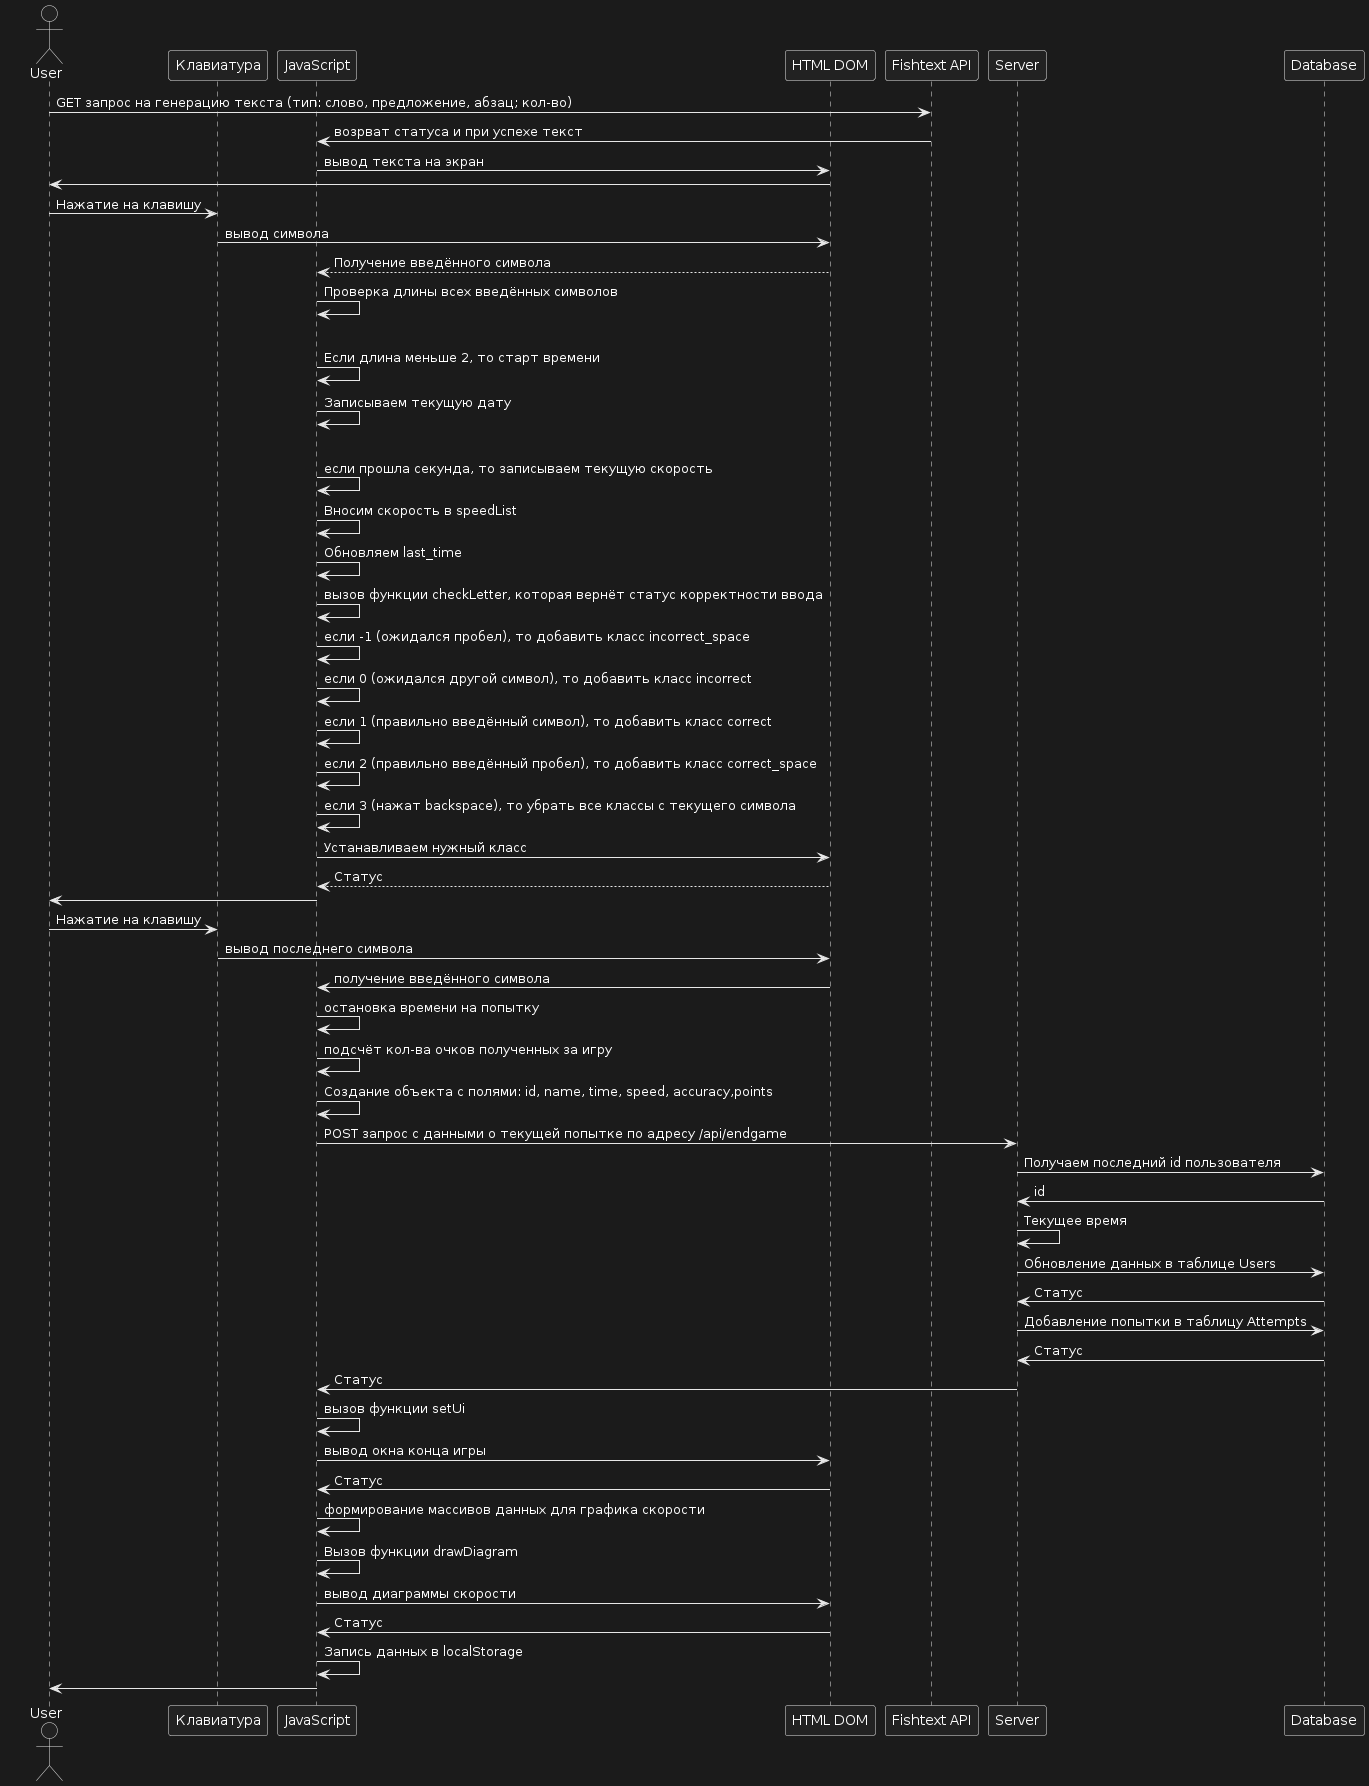 User
Клавиатура
JavaScript
HTML DOM
Fishtext API
Server
Database
GET запрос на генерацию текста (тип: слово, предложение, абзац; кол-во)
возрват статуса и при успехе текст
вывод текста на экран
Нажатие на клавишу
вывод символа
Получение введённого символа
Проверка длины всех введённых символов
Если длина меньше 2, то старт времени
Записываем текущую дату
если прошла секунда, то записываем текущую скорость
Вносим скорость в speedList
Обновляем last_time
вызов функции checkLetter, которая вернёт статус корректности ввода
если -1 (ожидался пробел), то добавить класс incorrect_space
если 0 (ожидался другой символ), то добавить класс incorrect
если 1 (правильно введённый символ), то добавить класс correct
если 2 (правильно введённый пробел), то добавить класс correct_space
если 3 (нажат backspace), то убрать все классы с текущего символа
Устанавливаем нужный класс
Статус
Нажатие на клавишу
вывод последнего символа
получение введённого символа
остановка времени на попытку
подсчёт кол-ва очков полученных за игру
Создание объекта с полями: id, name, time, speed, accuracy,points
POST запрос с данными о текущей попытке по адресу /api/endgame
Получаем последний id пользователя
id
Текущее время
Обновление данных в таблице Users
Статус
Добавление попытки в таблицу Attempts
Статус
Статус
вызов функции setUi
вывод окна конца игры
Статус
формирование массивов данных для графика скорости
Вызов функции drawDiagram
вывод диаграммы скорости
Статус
Запись данных в localStorage
User
Клавиатура
JavaScript
HTML DOM
Fishtext API
Server
Database